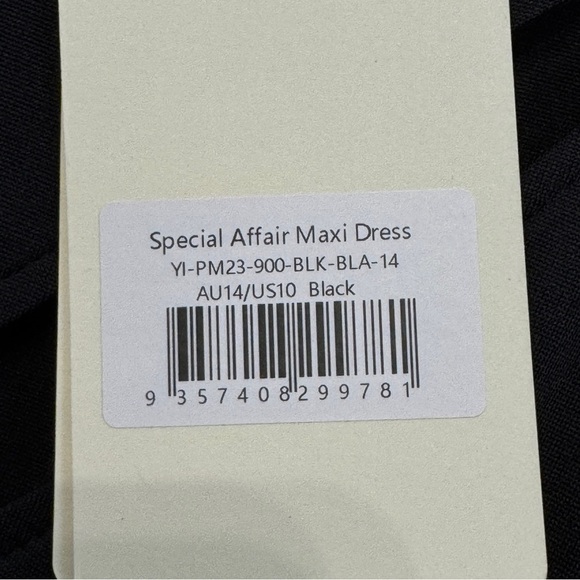 Special Affair Maxi Dress
YI-PM23-900-BLK-BLA-14
AU14/US10 Black
9 357408 299781